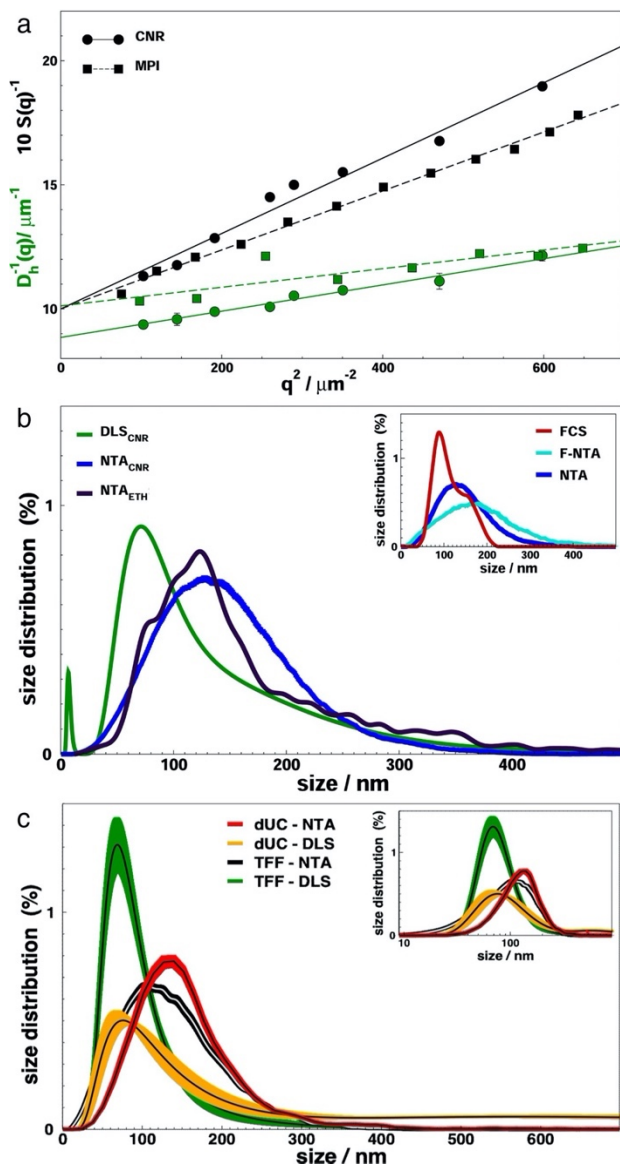 a
CNR
MPI
20
15
10
D_h^-1(q)/ µm^-1 10 S(q)^-1
0 200 400 600
q^2 / µm^-2
b
DLS_CNR
NTA_CNR
NTA_ETH
size distribution (%)
1
0
0 100 200 300 400
size / nm
FCS
F-NTA
NTA
size distribution (%)
1
0
0 100 200 300 400
size / nm
c
dUC - NTA
dUC - DLS
TFF - NTA
TFF - DLS
size distribution (%)
1
0
0 100 200 300 400 500 600
size / nm
size distribution (%)
1
0
10 100
size / nm